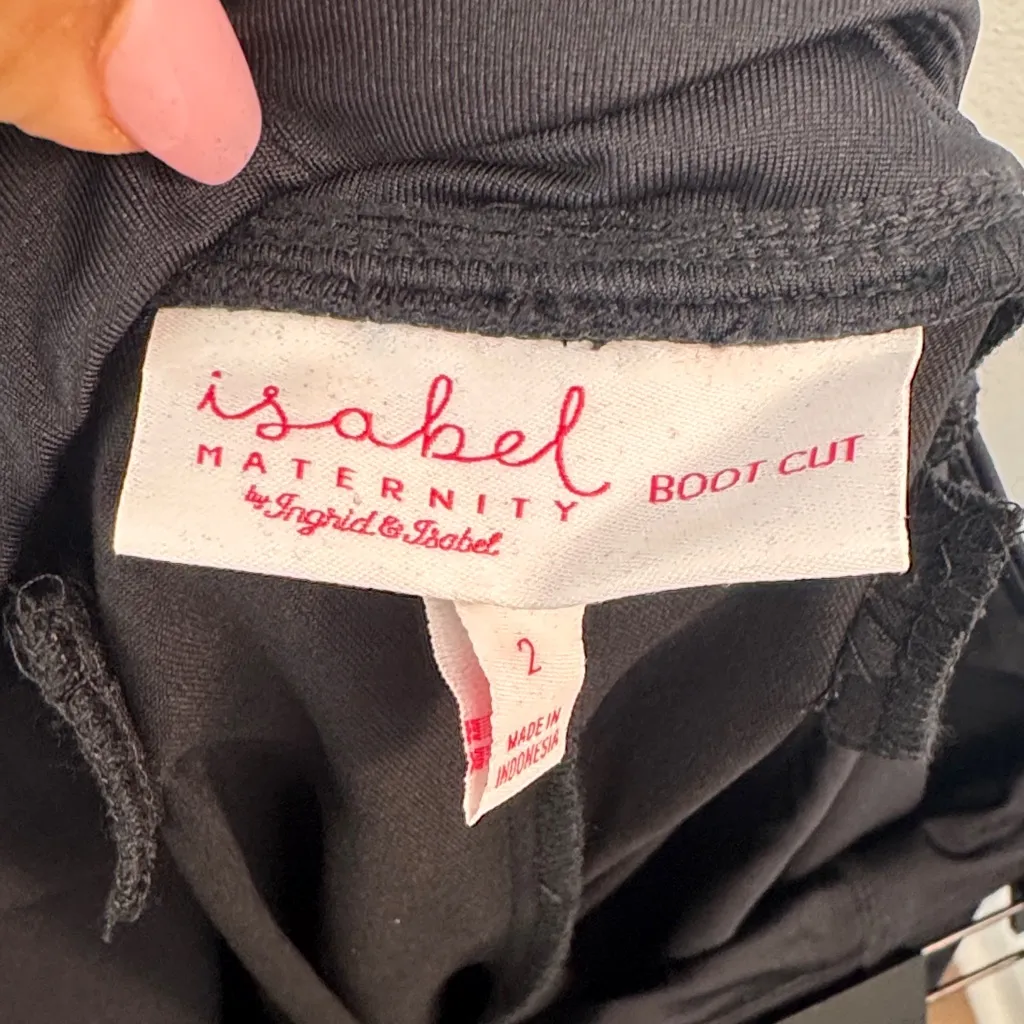 isabel
MATERNITY
by Ingrid & Isabel
BOOT CUT
2
MADE IN
INDONESIA